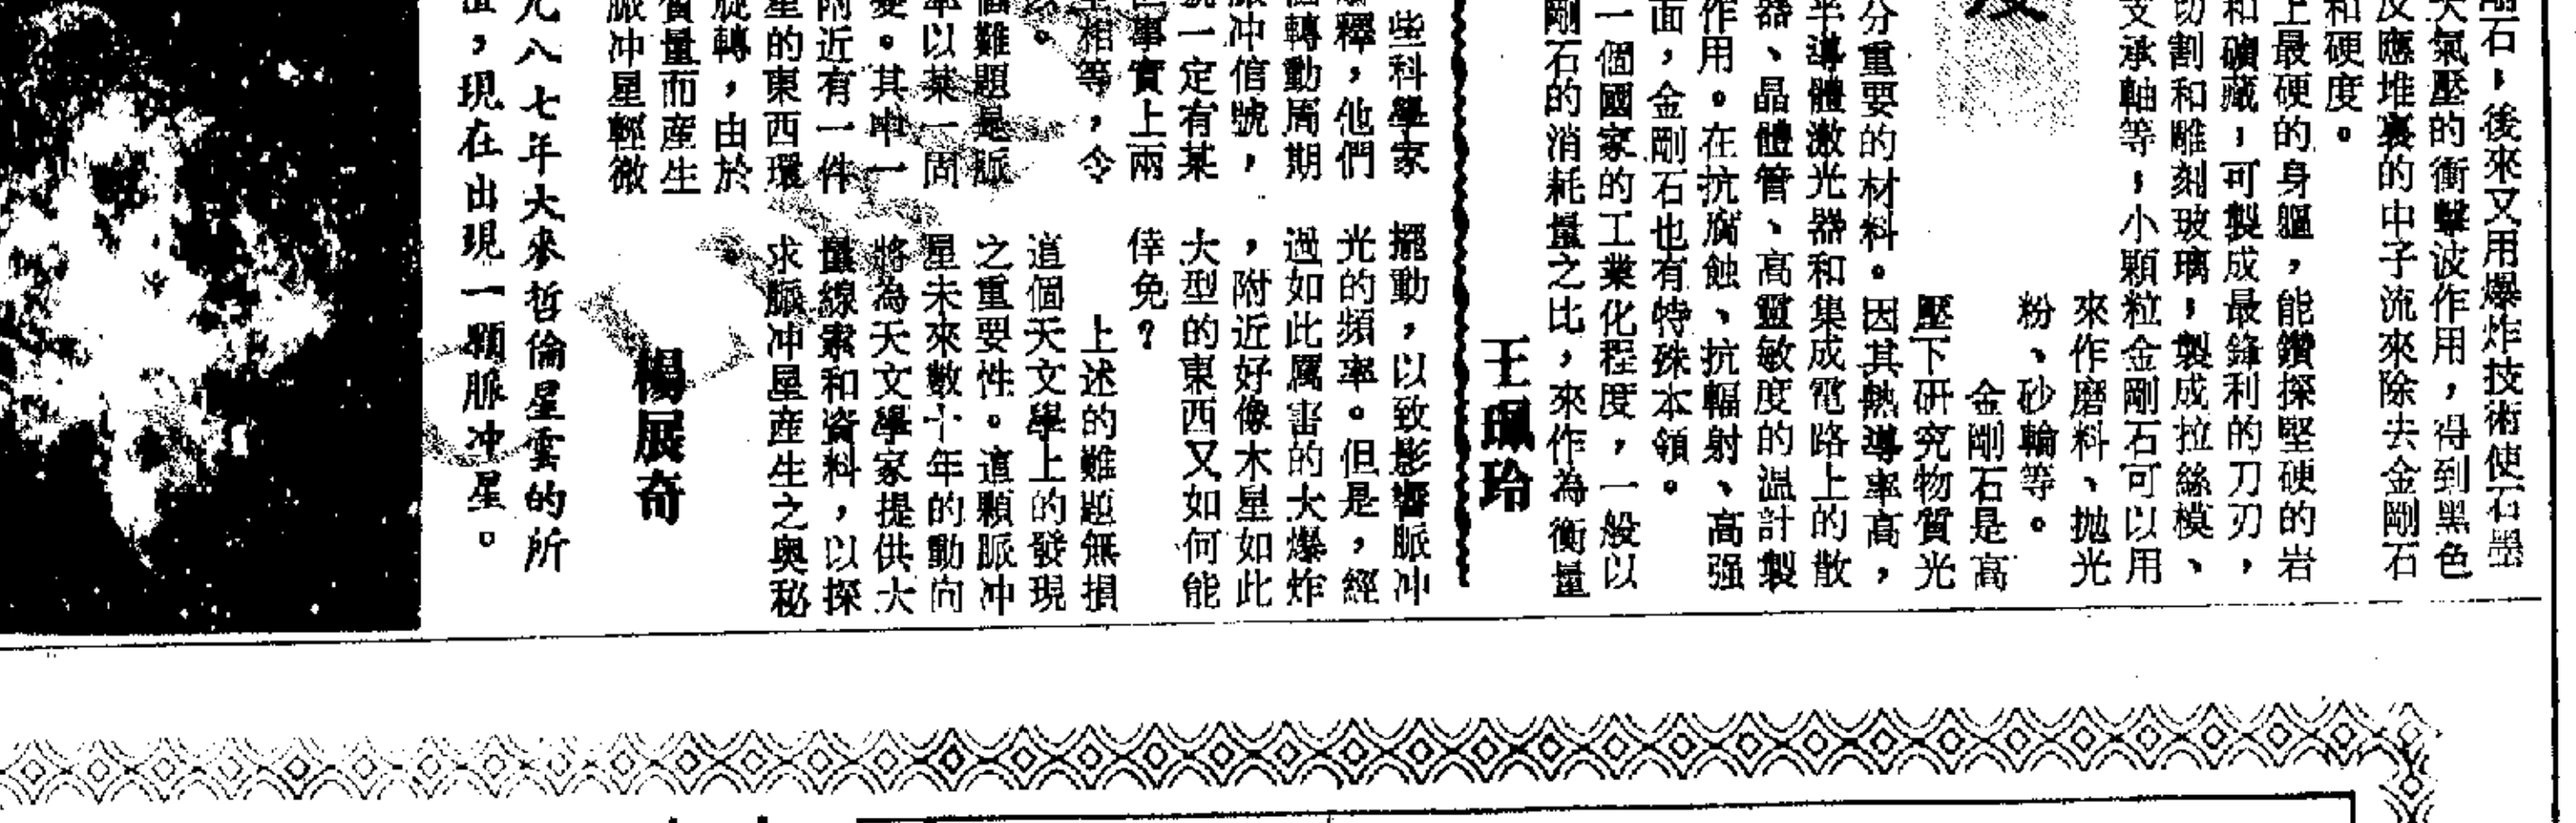 剛石，後來又用爆炸技術使石墨
大氣壓的衝擊波作用，得到黑色
反應堆裏的中子流來除去金剛石
和硬度。
上最硬的身軀，能鑽探堅硬的岩
和礦藏，可製成最鋒利的刀刃，
切割和雕刻玻璃，製成拉絲模、
支承軸等，小顆粒金剛石可以用
來作磨料、拋光
粉、砂輪等。
金剛石是高
壓下研究物質光
分重要的材料。因其熱導率高，
半導體激光器和集成電路上的散
器、晶體管、高靈敏度的溫計製
作用。在抗腐蝕、抗輻射、高强
面，金剛石也有特殊本領。
一個國家的工業化程度，一般以
剛石的消耗量之比，來作為衡量
王珮玲
些科學家
釋，他們
轉動周期
脈冲信號，
一定有某
事實上兩
相等，令
難題是脈
率以某一周
變。其中一
附近有一件
星的東西環
旋轉，由於
質量而産生
脈冲星輕微
擺動，以致影響脈冲
光的頻率。但是，經
過如此厲害的大爆炸
，附近好像木星如此
大型的東西又如何能
倖免？
上述的難題無損
這個天文學上的發現
之重要性。這顆脈冲
星未來數十年的動向
將為天文學家提供大
量線索和資料，以探
求脈冲星産生之奥秘
。
楊展奇
八七年大來哲倫星雲的所
，現在出現一顆脈冲星。